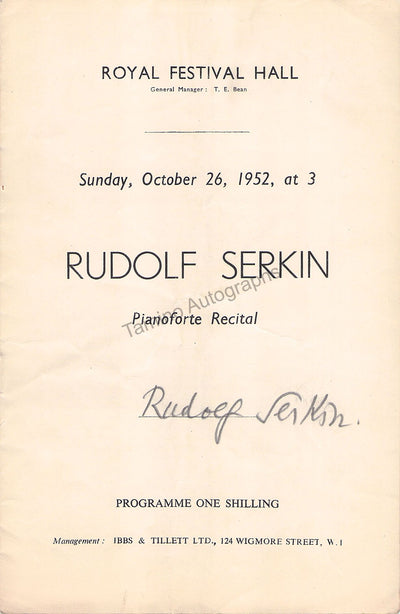 ROYAL FESTIVAL HALL
General Manager: T. E. Bean
Sunday, October 26, 1952, at 3
RUDOLF SERKIN
Tamino Autographs
Pianoforte Recital
Rudolf Serkin.
PROGRAMME ONE SHILLING
Management: IBBS & TILLETT LTD., 124 WIGMORE STREET, W.1